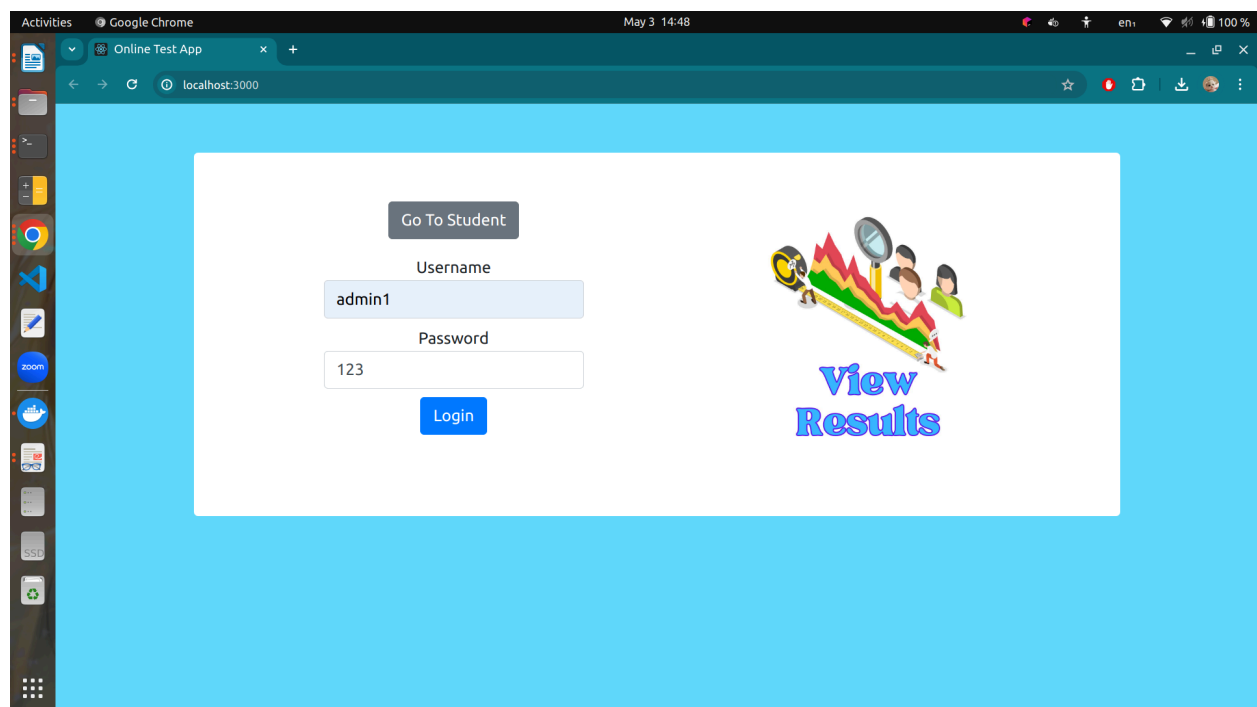 Activities Google Chrome May 3 14:48 en₁ 100 %
Online Test App
localhost:3000
Go To Student
Username
admin1
Password
123
Login
View
Results
zoom
SSD